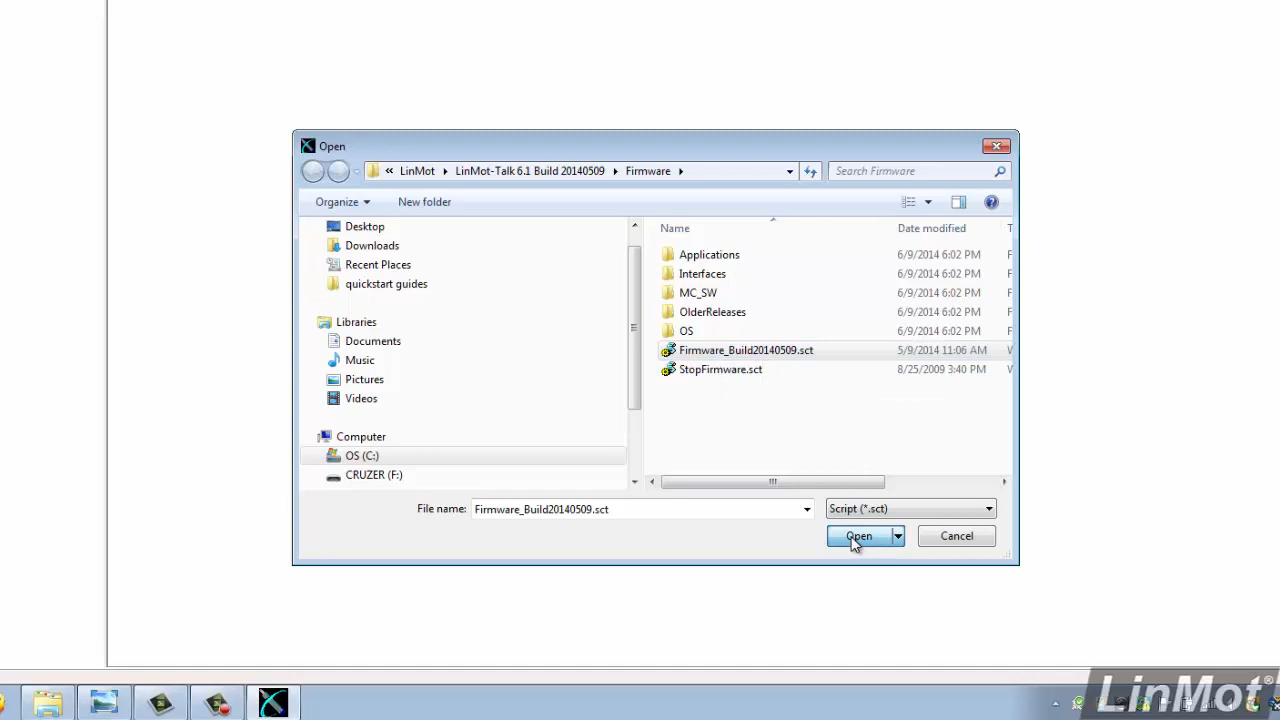 Open
« LinMot LinMot-Talk 6.1 Build 20140509 Firmware
Search Firmware
Organize New folder
Desktop
Downloads
Recent Places
quickstart guides
Libraries
Documents
Music
Pictures
Videos
Computer
OS (C:)
CRUZER (F:)
Name Date modified T
Applications 6/9/2014 6:02 PM F
Interfaces 6/9/2014 6:02 PM F
MC_SW 6/9/2014 6:02 PM F
OlderReleases 6/9/2014 6:02 PM F
OS 6/9/2014 6:02 PM F
Firmware_Build20140509.sct 5/9/2014 11:06 AM W
StopFirmware.sct 8/25/2009 3:40 PM W
File name: Firmware_Build20140509.sct Script (*.sct)
Open Cancel
LinMot®